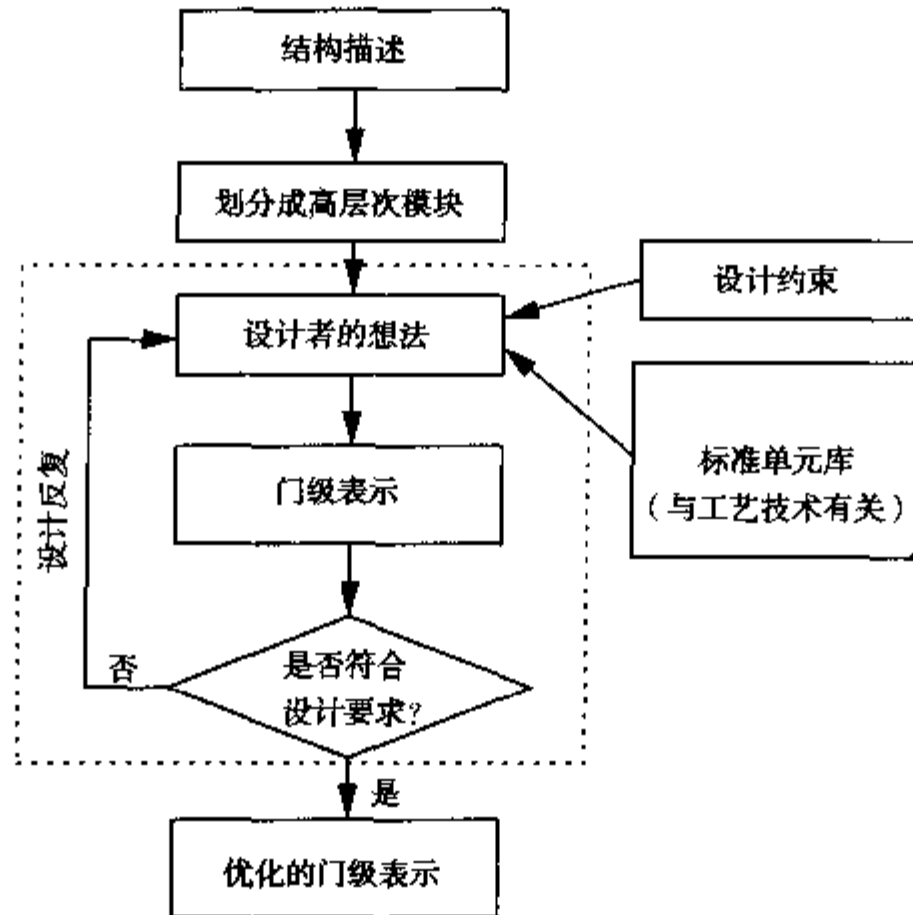 结构描述
划分成高层次模块
设计者的想法
设计约束
门级表示
标准单元库
（与工艺技术有关）
设计反复
是否符合
设计要求?
否
是
优化的门级表示